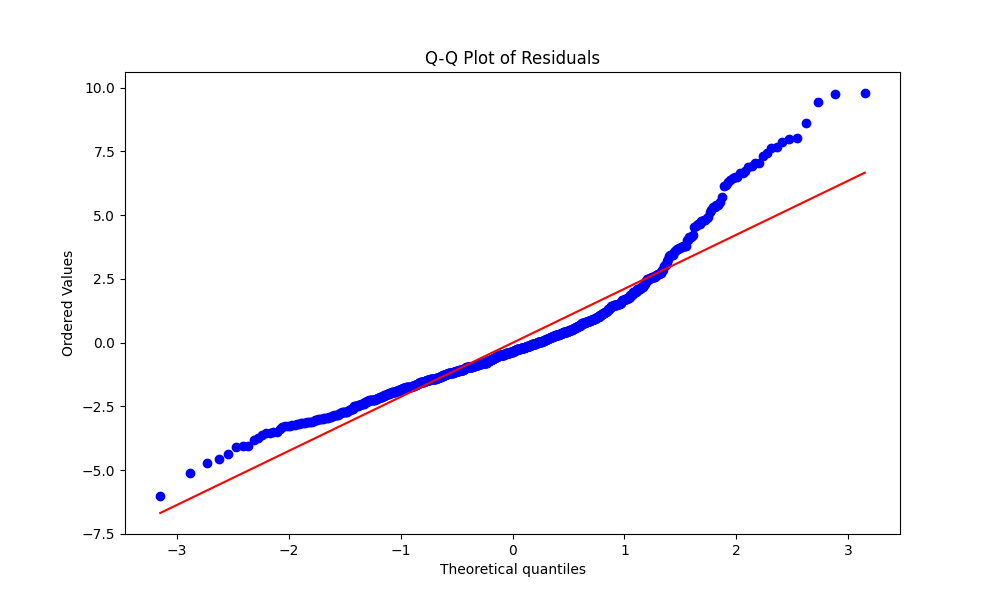 Q-Q Plot of Residuals
10.0
7.5
5.0
2.5
0.0
−2.5
−5.0
−7.5
Ordered Values
−3 −2 −1 0 1 2 3
Theoretical quantiles